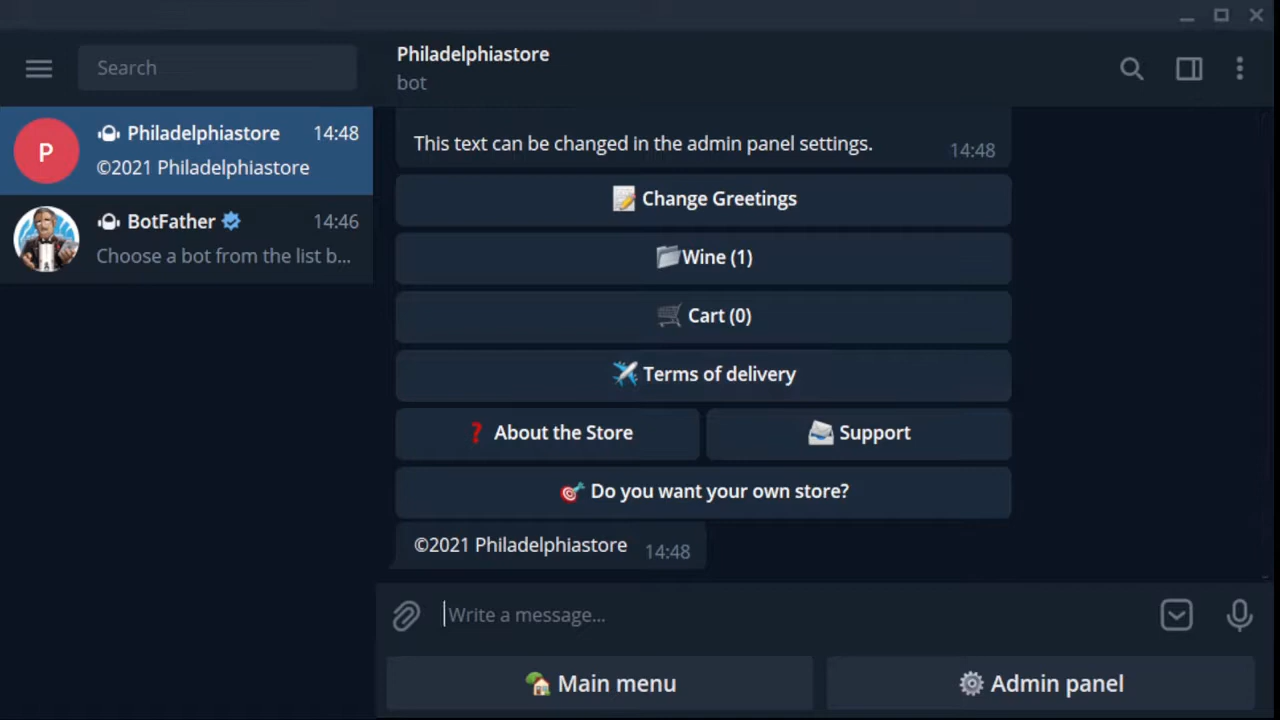 Search
Philadelphiastore
bot
P
Philadelphiastore 14:48
©2021 Philadelphiastore
BotFather 14:46
Choose a bot from the list b...
This text can be changed in the admin panel settings. 14:48
Change Greetings
Wine (1)
Cart (0)
Terms of delivery
About the Store
Support
Do you want your own store?
©2021 Philadelphiastore 14:48
Write a message...
Main menu
Admin panel